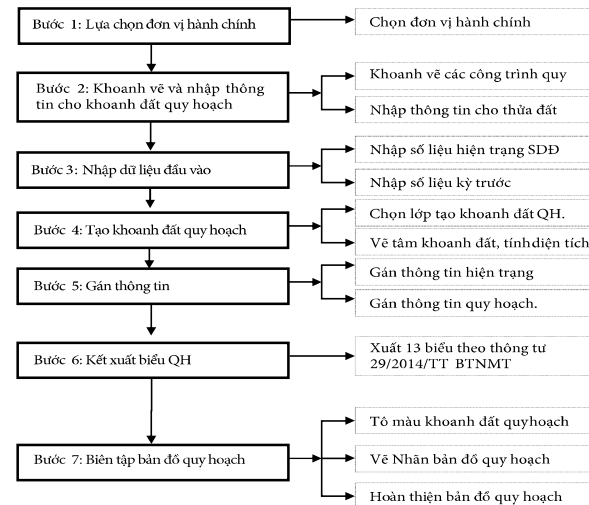 Bước 1: Lựa chọn đơn vị hành chính
Chọn đơn vị hành chính
Bước 2: Khoanh vẽ và nhập thông
tin cho khoanh đất quy hoạch
Khoanh vẽ các công trình quy
Nhập thông tin cho thửa đất
Bước 3: Nhập dữ liệu đầu vào
Nhập số liệu hiện trạng SDĐ
Nhập số liệu kỳ trước
Bước 4: Tạo khoanh đất quy hoạch
Chọn lớp tạo khoanh đất QH.
Vẽ tâm khoanh đất, tính diện tích
Bước 5: Gán thông tin
Gán thông tin hiện trạng
Gán thông tin quy hoạch.
Bước 6: Kết xuất biểu QH
Xuất 13 biểu theo thông tư
29/2014/TT BTNMT
Bước 7: Biên tập bản đồ quy hoạch
Tô màu khoanh đất quy hoạch
Vẽ Nhãn bản đồ quy hoạch
Hoàn thiện bản đồ quy hoạch